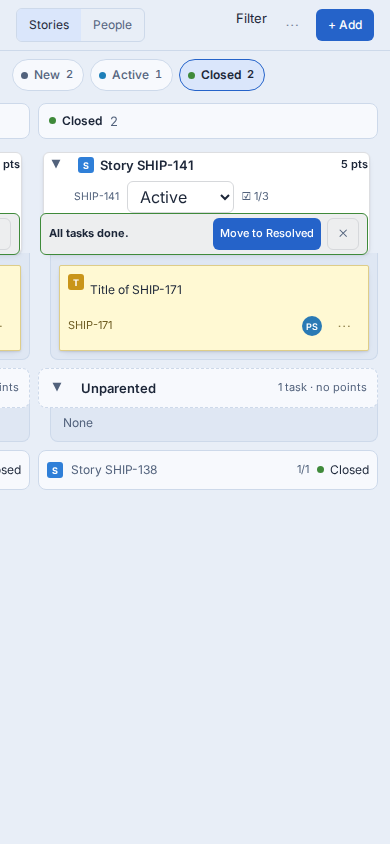 Stories People Filter ... + Add
New 2 Active 1 Closed 2
Closed 2
pts Story SHIP-141 5 pts
SHIP-141 Active 1/3
All tasks done. Move to Resolved ×
T Title of SHIP-171
SHIP-171 PS ...
Unparented 1 task · no points
None
S Story SHIP-138 1/1 Closed